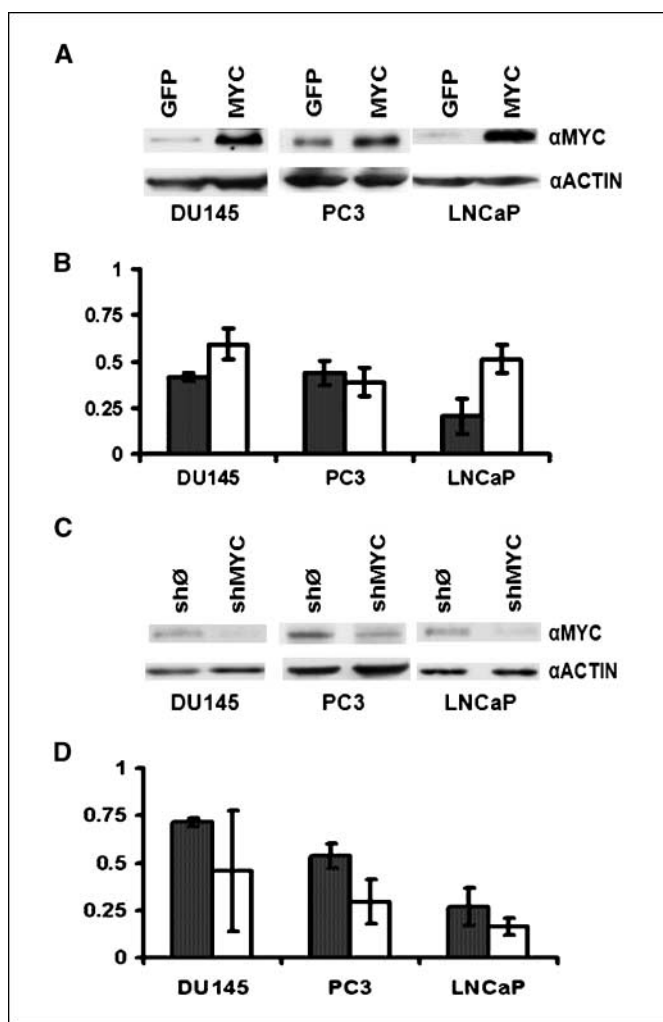 A
GFP MYC GFP MYC GFP MYC
αMYC
αACTIN
DU145 PC3 LNCaP
B
1
0.75
0.5
0.25
0
DU145 PC3 LNCaP
C
shØ shMYC shØ shMYC shØ shMYC
αMYC
αACTIN
DU145 PC3 LNCaP
D
1
0.75
0.5
0.25
0
DU145 PC3 LNCaP